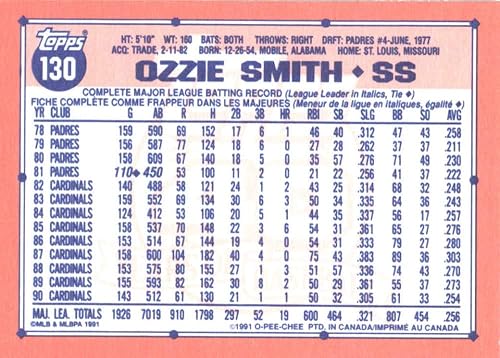 topps
130
HT: 5'10" WT: 160 BATS: BOTH THROWS: RIGHT DRFT: PADRES #4-JUNE, 1977
ACQ: TRADE, 2-11-82 BORN: 12-26-54, MOBILE, ALABAMA HOME: ST. LOUIS, MISSOURI
OZZIE SMITH ◆ SS
COMPLETE MAJOR LEAGUE BATTING RECORD (League Leader in Italics, Tie ◆)
FICHE COMPLÈTE COMME FRAPPEUR DANS LES MAJEURES (Meneur de la ligue en italiques, égalité ◆)
YR CLUB G AB R H 2B 3B HR RBI SB SLG BB SO AVG
78 PADRES 159 590 69 152 17 6 1 46 40 .312 47 43 .258
79 PADRES 156 587 77 124 18 6 0 27 28 .262 37 37 .211
80 PADRES 158 609 67 140 18 5 0 35 57 .276 71 49 .230
81 PADRES 110◆ 450 53 100 11 2 0 21 22 .256 41 37 .222
82 CARDINALS 140 488 58 121 24 1 2 43 25 .314 68 32 .248
83 CARDINALS 159 552 69 134 30 6 3 50 34 .335 64 36 .243
84 CARDINALS 124 412 53 106 20 5 1 44 35 .337 56 17 .257
85 CARDINALS 158 537 70 148 22 3 6 54 31 .361 65 27 .276
86 CARDINALS 153 514 67 144 19 4 0 54 31 .333 79 27 .280
87 CARDINALS 158 600 104 182 40 4 0 75 43 .383 89 36 .303
88 CARDINALS 153 575 80 155 27 1 3 51 57 .336 74 43 .270
89 CARDINALS 155 593 82 162 30 8 2 50 29 .361 55 37 .273
90 CARDINALS 143 512 61 130 21 1 1 50 32 .305 61 33 .254
MAJ. LEA. TOTALS 1926 7019 910 1798 297 52 19 600 464 .321 807 454 .256
©MLB & MLBPA 1991 ©1991 O-PEE-CHEE PTD. IN CANADA/IMPRIMÉ AU CANADA